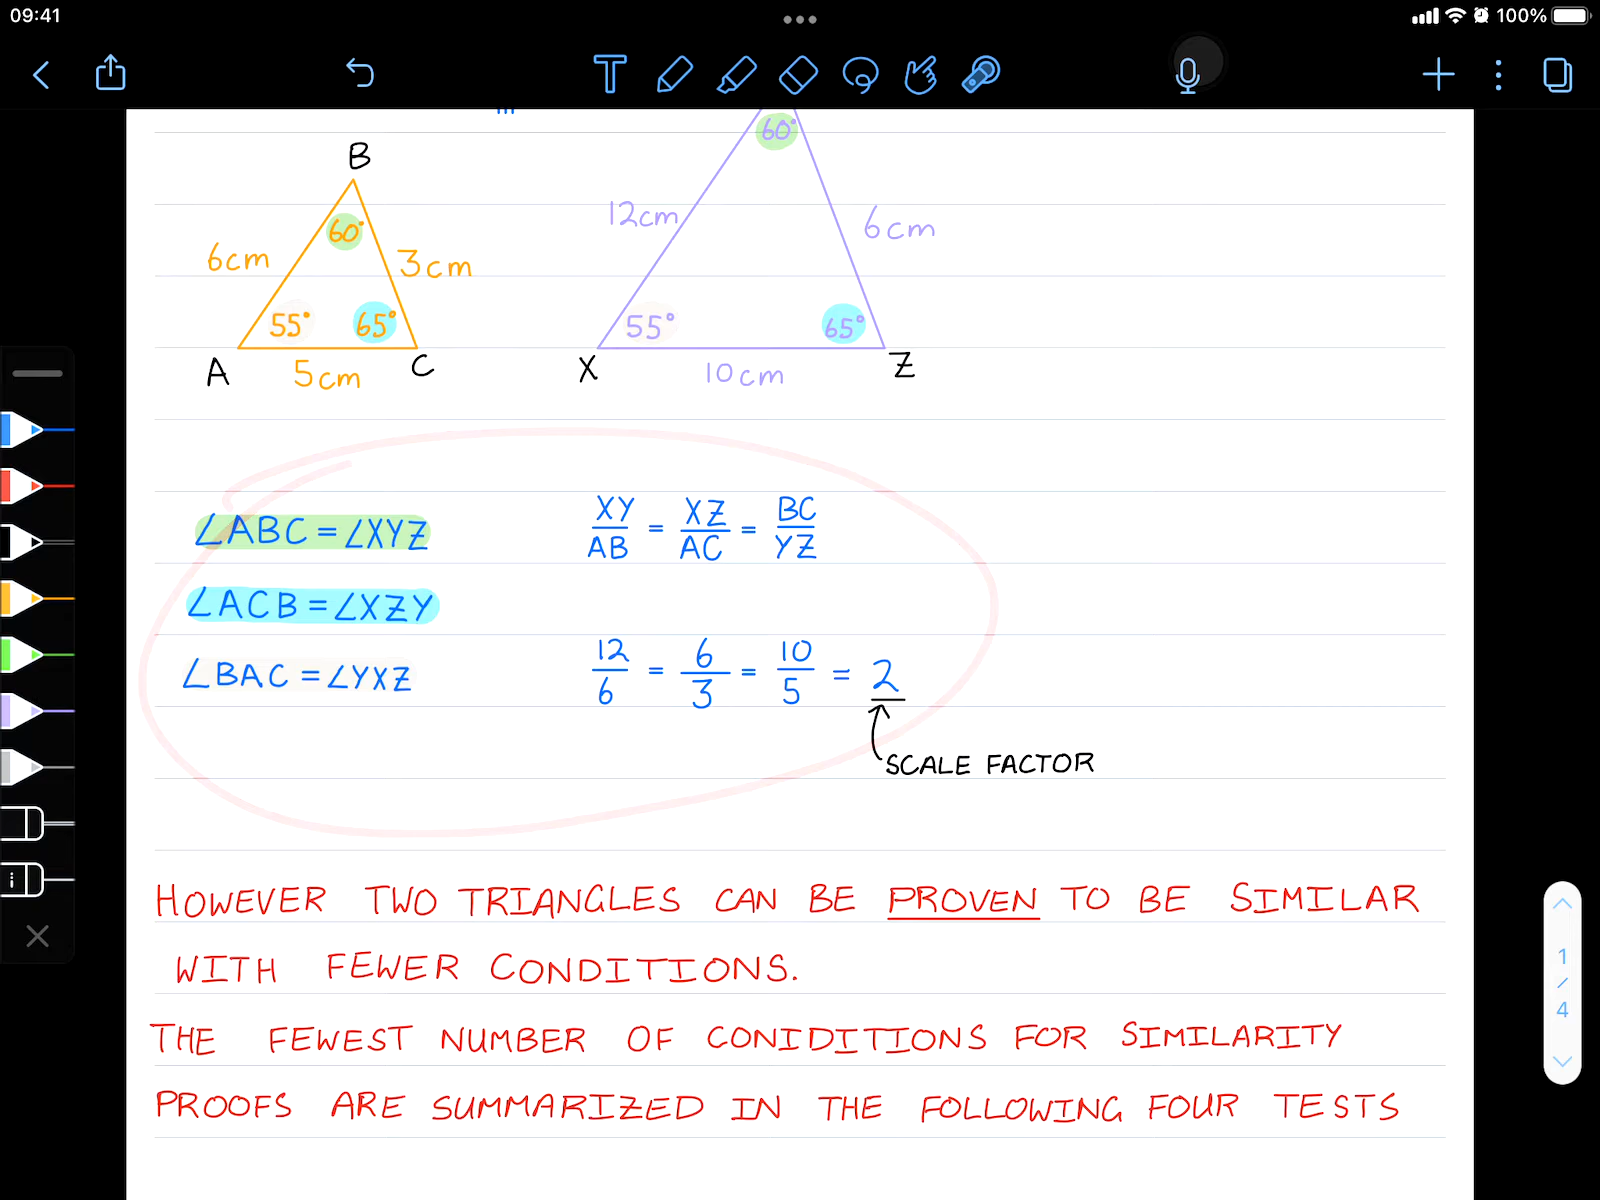 09:41
100%
T
60°
B
12cm
6cm
60°
6cm
3cm
55°
65°
55°
65°
A
5cm
C
X
10cm
Z
∠ABC = ∠XYZ
XY/AB = XZ/AC = BC/YZ
∠ACB = ∠XZY
∠BAC = ∠YXZ
12/6 = 6/3 = 10/5 = 2
SCALE FACTOR
HOWEVER TWO TRIANGLES CAN BE PROVEN TO BE SIMILAR
WITH FEWER CONDITIONS.
THE FEWEST NUMBER OF CONIDITIONS FOR SIMILARITY
PROOFS ARE SUMMARIZED IN THE FOLLOWING FOUR TESTS
1
/
4